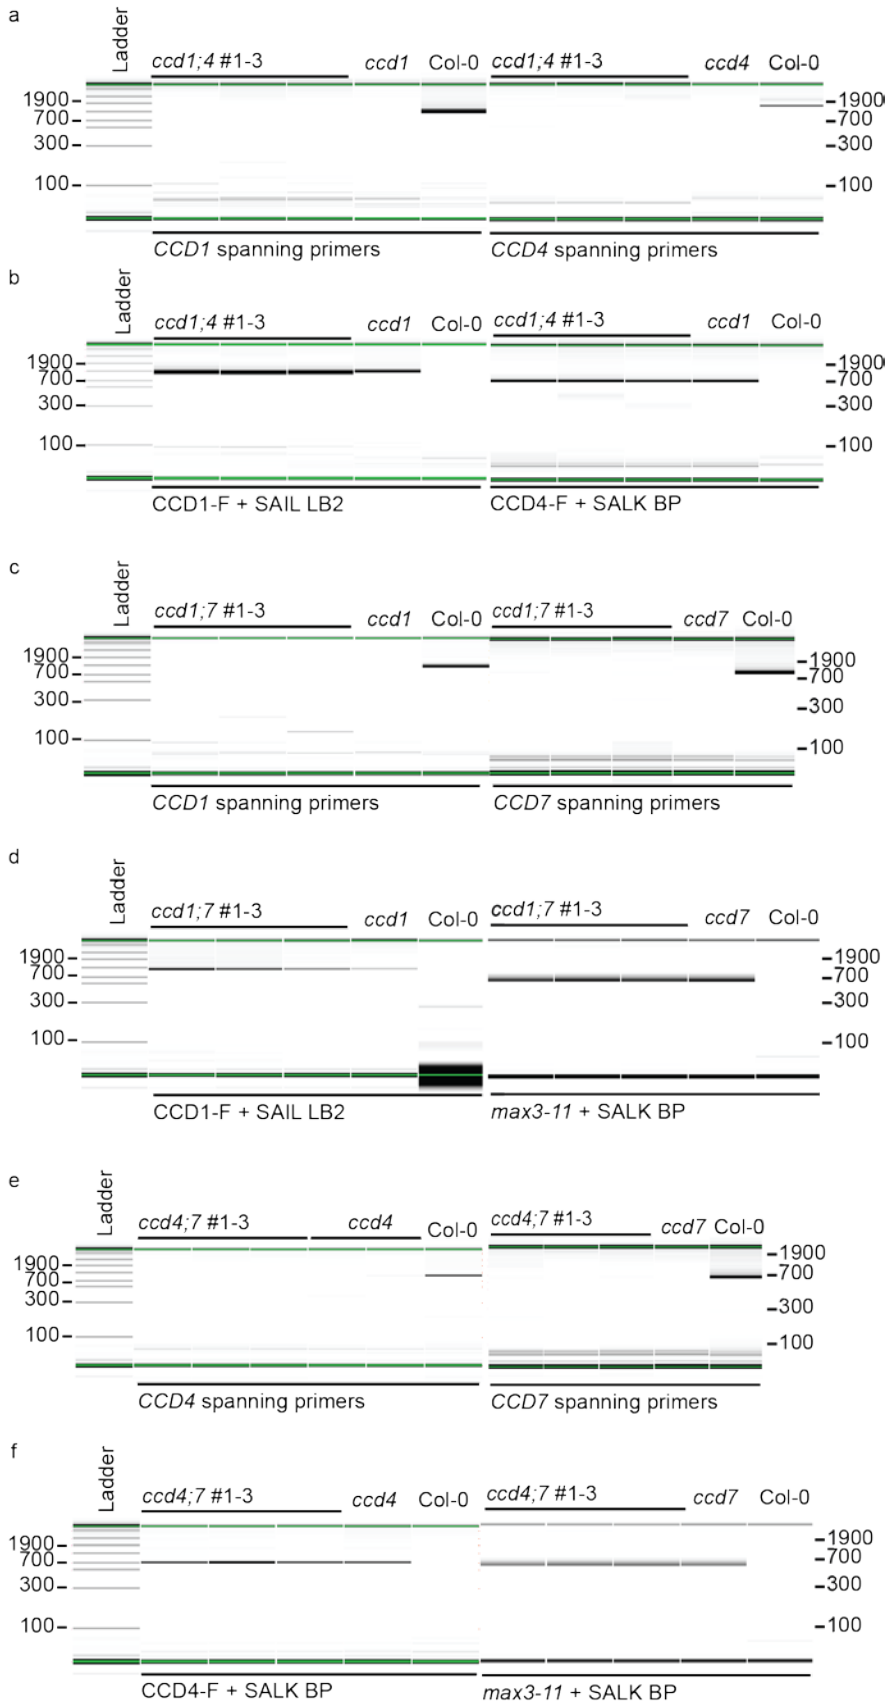 a
Ladder
ccd1;4 #1-3 ccd1 Col-0 ccd1;4 #1-3 ccd4 Col-0
1900 1900
700 700
300 300
100 100
CCD1 spanning primers CCD4 spanning primers
b
Ladder
ccd1;4 #1-3 ccd1 Col-0 ccd1;4 #1-3 ccd1 Col-0
1900 1900
700 700
300 300
100 100
CCD1-F + SAIL LB2 CCD4-F + SALK BP
c
Ladder
ccd1;7 #1-3 ccd1 Col-0 ccd1;7 #1-3 ccd7 Col-0
1900 1900
700 700
300 300
100 100
CCD1 spanning primers CCD7 spanning primers
d
Ladder
ccd1;7 #1-3 ccd1 Col-0 ccd1;7 #1-3 ccd7 Col-0
1900 1900
700 700
300 300
100 100
CCD1-F + SAIL LB2 max3-11 + SALK BP
e
Ladder
ccd4;7 #1-3 ccd4 Col-0 ccd4;7 #1-3 ccd7 Col-0
1900 1900
700 700
300 300
100 100
CCD4 spanning primers CCD7 spanning primers
f
Ladder
ccd4;7 #1-3 ccd4 Col-0 ccd4;7 #1-3 ccd7 Col-0
1900 1900
700 700
300 300
100 100
CCD4-F + SALK BP max3-11 + SALK BP